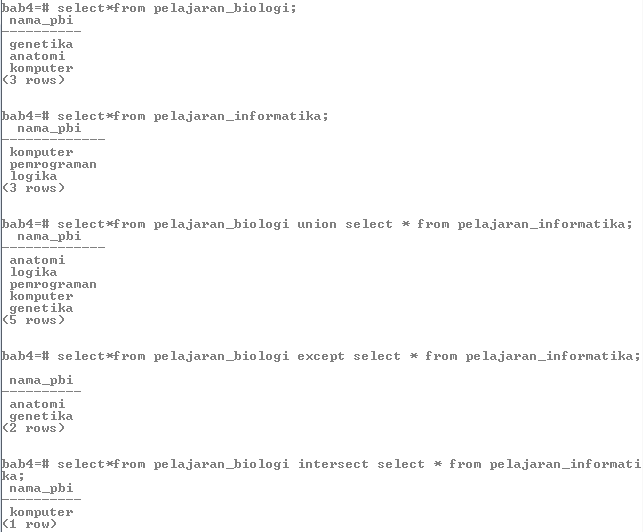 bab4=# select*from pelajaran_biologi;
nama_pbi
----------
genetika
anatomi
komputer
(3 rows)
bab4=# select*from pelajaran_informatika;
nama_pbi
-------------
komputer
pemrograman
logika
(3 rows)
bab4=# select*from pelajaran_biologi union select * from pelajaran_informatika;
nama_pbi
-------------
anatomi
logika
pemrograman
komputer
genetika
(5 rows)
bab4=# select*from pelajaran_biologi except select * from pelajaran_informatika;
nama_pbi
----------
anatomi
genetika
(2 rows)
bab4=# select*from pelajaran_biologi intersect select * from pelajaran_informati
ka;
nama_pbi
----------
komputer
(1 row)